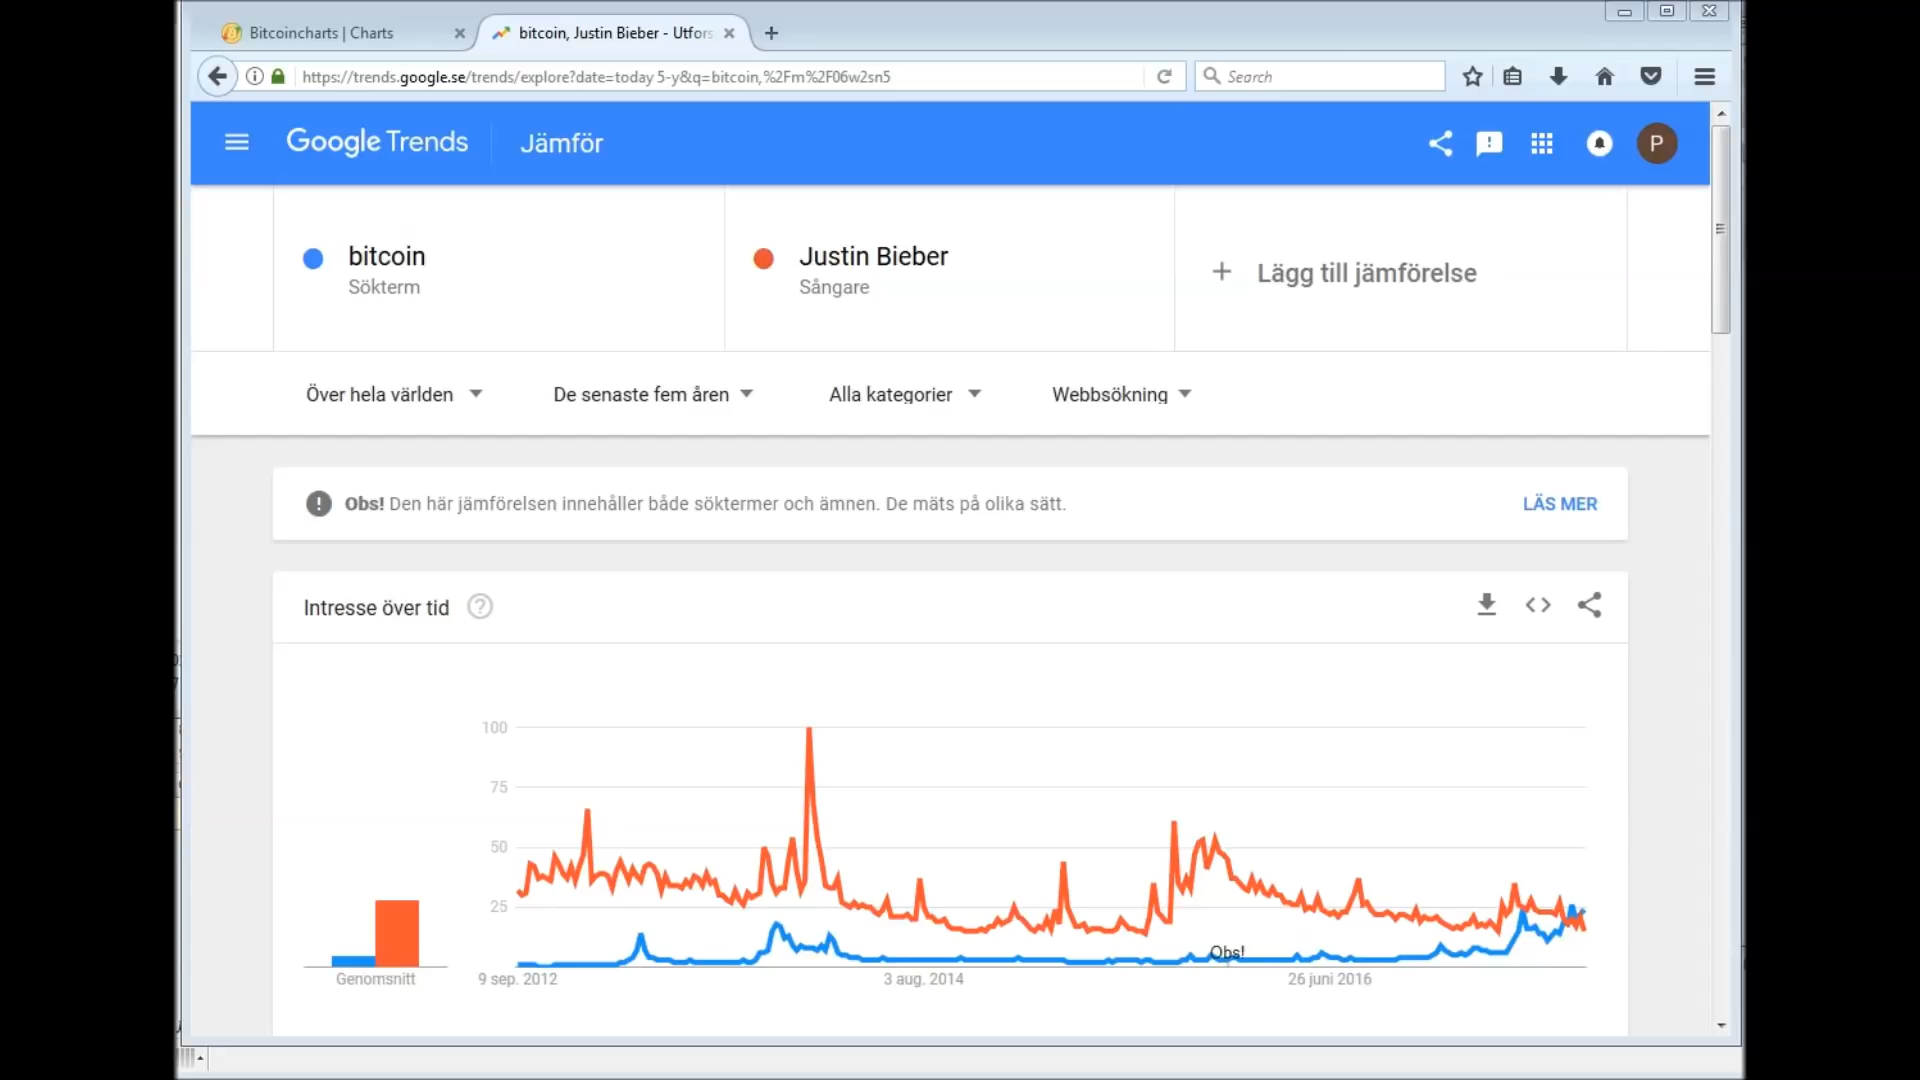 Bitcoincharts | Charts
bitcoin, Justin Bieber - Utfors
https://trends.google.se/trends/explore?date=today 5-y&q=bitcoin,%2Fm%2F06w2sn5
Search
Google Trends
Jämför
P
bitcoin
Sökterm
Justin Bieber
Sångare
+ Lägg till jämförelse
Över hela världen
De senaste fem åren
Alla kategorier
Webbsökning
Obs! Den här jämförelsen innehåller både söktermer och ämnen. De mäts på olika sätt.
LÄS MER
Intresse över tid
100
75
50
25
Obs!
Genomsnitt
9 sep. 2012
3 aug. 2014
26 juni 2016